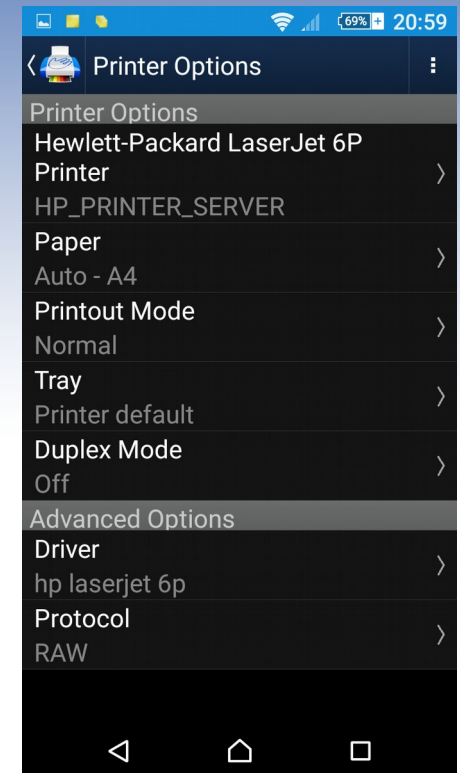 69% 20:59
Printer Options
Printer Options
Hewlett-Packard LaserJet 6P
Printer
HP_PRINTER_SERVER
Paper
Auto - A4
Printout Mode
Normal
Tray
Printer default
Duplex Mode
Off
Advanced Options
Driver
hp laserjet 6p
Protocol
RAW